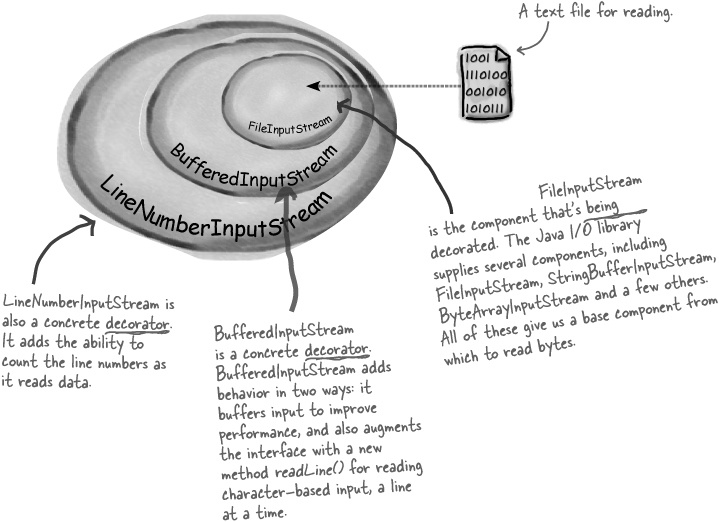 A text file for reading.
1001
1110100
001010
1010111
FileInputStream
BufferedInputStream
LineNumberInputStream
FileInputStream
is the component that's being
decorated. The Java I/O library
supplies several components, including
FileInputStream, StringBufferInputStream,
ByteArrayInputStream and a few others.
All of these give us a base component from
which to read bytes.
LineNumberInputStream is
also a concrete decorator.
It adds the ability to
count the line numbers as
it reads data.
BufferedInputStream
is a concrete decorator.
BufferedInputStream adds
behavior in two ways: it
buffers input to improve
performance, and also augments
the interface with a new
method readLine() for reading
character-based input, a line
at a time.